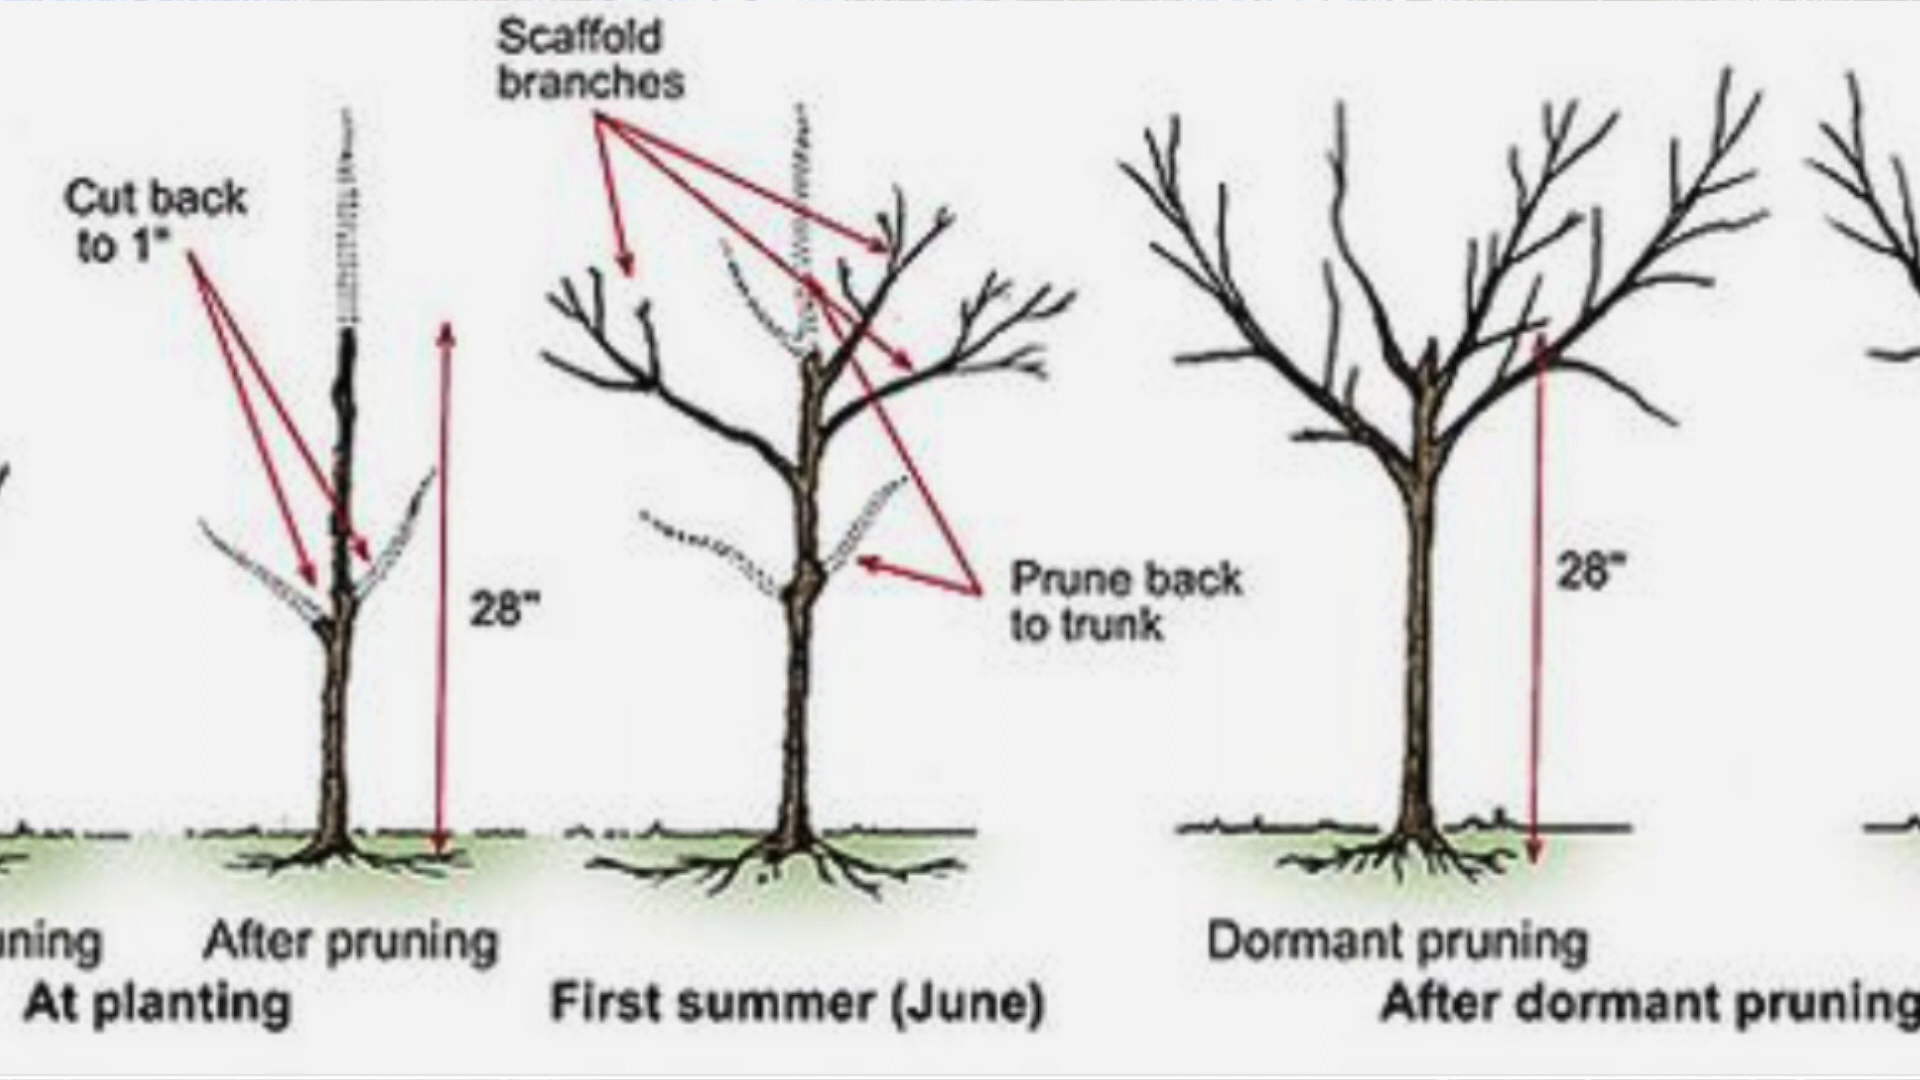 Scaffold
branches
Cut back
to 1"
28"
Prune back
to trunk
28"
After pruning
Dormant pruning
At planting
First summer (June)
After dormant pruning